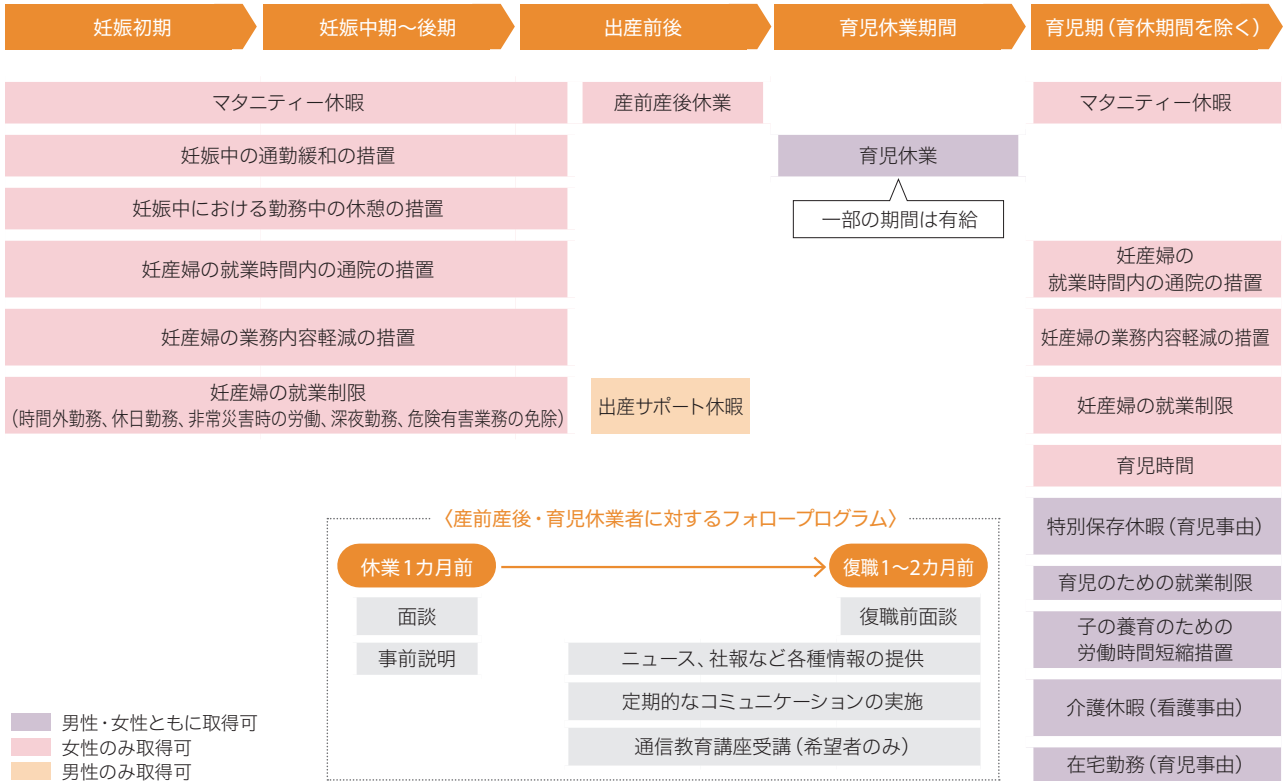 妊娠初期
妊娠中期~後期
出産前後
育児休業期間
育児期(育休期間を除く)
マタニティー休暇
産前産後休業
マタニティー休暇
妊娠中の通勤緩和の措置
育児休業
妊娠中における勤務中の休憩の措置
一部の期間は有給
妊産婦の就業時間内の通院の措置
妊産婦の
就業時間内の通院の措置
妊産婦の業務内容軽減の措置
妊産婦の業務内容軽減の措置
妊産婦の就業制限
(時間外勤務、休日勤務、非常災害時の労働、深夜勤務、危険有害業務の免除)
出産サポート休暇
妊産婦の就業制限
育児時間
特別保存休暇(育児事由)
育児のための就業制限
子の養育のための
労働時間短縮措置
介護休暇(看護事由)
在宅勤務(育児事由)
〈産前産後・育児休業者に対するフォロープログラム〉
休業1カ月前
復職1~2カ月前
面談
復職前面談
事前説明
ニュース、社報など各種情報の提供
定期的なコミュニケーションの実施
通信教育講座受講(希望者のみ)
男性・女性ともに取得可
女性のみ取得可
男性のみ取得可